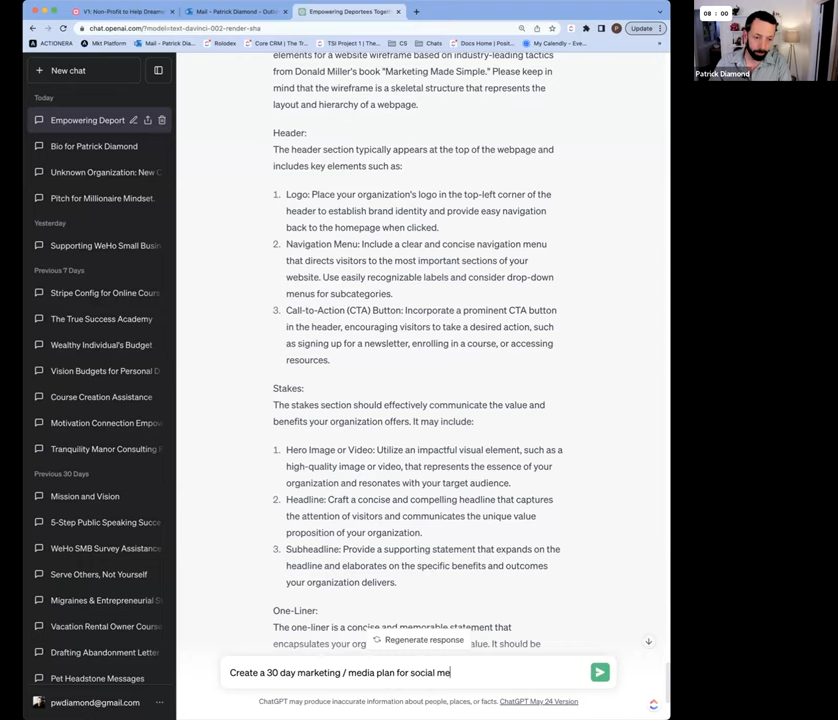 V1: Non-Profit to Help Dreame
Mail - Patrick Diamond - Outlo
Empowering Deportees Togeth
chat.openai.com/?model=text-davinci-002-render-sha
Update
ACTIONERA
Mkt Platform
Mail - Patrick Dia...
Rolodex
Core CRM | The Tr...
TSI Project 1 | The...
CS
Chats
Docs Home | Posit...
My Calendly - Eve...
08 : 00
Patrick Diamond
New chat
Today
Empowering Deport
Bio for Patrick Diamond
Unknown Organization: New C
Pitch for Millionaire Mindset.
Yesterday
Supporting WeHo Small Busin
Previous 7 Days
Stripe Config for Online Cours
The True Success Academy
Wealthy Individual's Budget
Vision Budgets for Personal D
Course Creation Assistance
Motivation Connection Empov
Tranquility Manor Consulting F
Previous 30 Days
Mission and Vision
5-Step Public Speaking Succe
WeHo SMB Survey Assistance
Serve Others, Not Yourself
Migraines & Entrepreneurial S
Vacation Rental Owner Course
Drafting Abandonment Letter
Pet Headstone Messages
pwdiamond@gmail.com
elements for a website wireframe based on industry-leading tactics
from Donald Miller's book "Marketing Made Simple." Please keep in
mind that the wireframe is a skeletal structure that represents the
layout and hierarchy of a webpage.
Header:
The header section typically appears at the top of the webpage and
includes key elements such as:
1. Logo: Place your organization's logo in the top-left corner of the
header to establish brand identity and provide easy navigation
back to the homepage when clicked.
2. Navigation Menu: Include a clear and concise navigation menu
that directs visitors to the most important sections of your
website. Use easily recognizable labels and consider drop-down
menus for subcategories.
3. Call-to-Action (CTA) Button: Incorporate a prominent CTA button
in the header, encouraging visitors to take a desired action, such
as signing up for a newsletter, enrolling in a course, or accessing
resources.
Stakes:
The stakes section should effectively communicate the value and
benefits your organization offers. It may include:
1. Hero Image or Video: Utilize an impactful visual element, such as a
high-quality image or video, that represents the essence of your
organization and resonates with your target audience.
2. Headline: Craft a concise and compelling headline that captures
the attention of visitors and communicates the unique value
proposition of your organization.
3. Subheadline: Provide a supporting statement that expands on the
headline and elaborates on the specific benefits and outcomes
your organization delivers.
One-Liner:
The one-liner is a concise and memorable statement that
encapsulates your org
alue. It should be
Regenerate response
Create a 30 day marketing / media plan for social me
ChatGPT may produce inaccurate information about people, places, or facts. ChatGPT May 24 Version